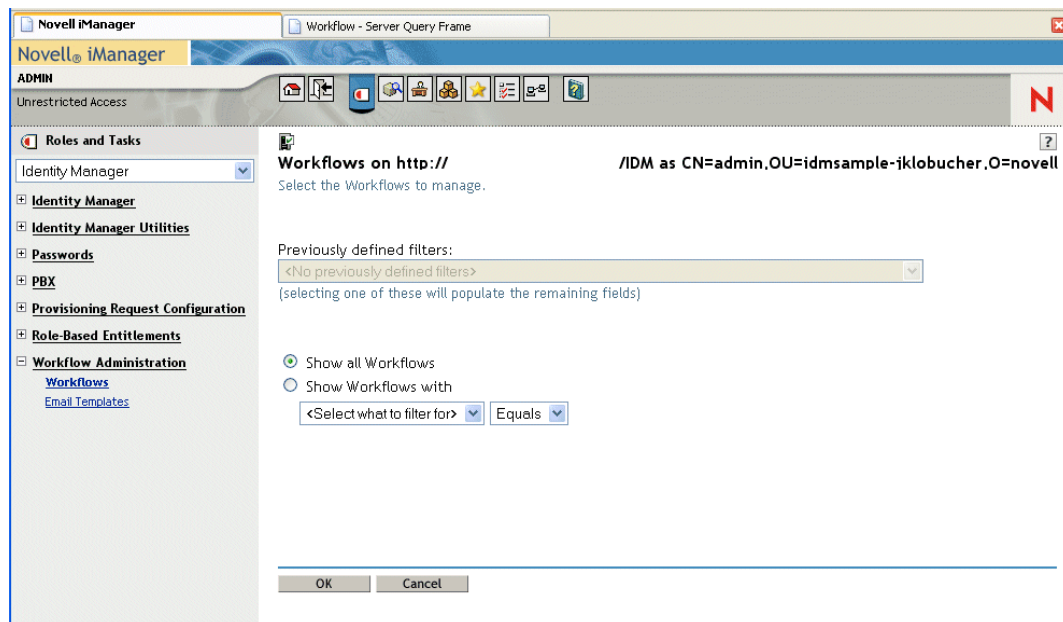 Novell iManager
Workflow - Server Query Frame
Novell® iManager
ADMIN
Unrestricted Access
N
Roles and Tasks
Identity Manager
Identity Manager
Identity Manager Utilities
Passwords
PBX
Provisioning Request Configuration
Role-Based Entitlements
Workflow Administration
Workflows
Email Templates
?
Workflows on http:// /IDM as CN=admin,OU=idmsample-jklobucher,O=novell
Select the Workflows to manage.
Previously defined filters:
<No previously defined filters>
(selecting one of these will populate the remaining fields)
Show all Workflows
Show Workflows with
<Select what to filter for> Equals
OK Cancel